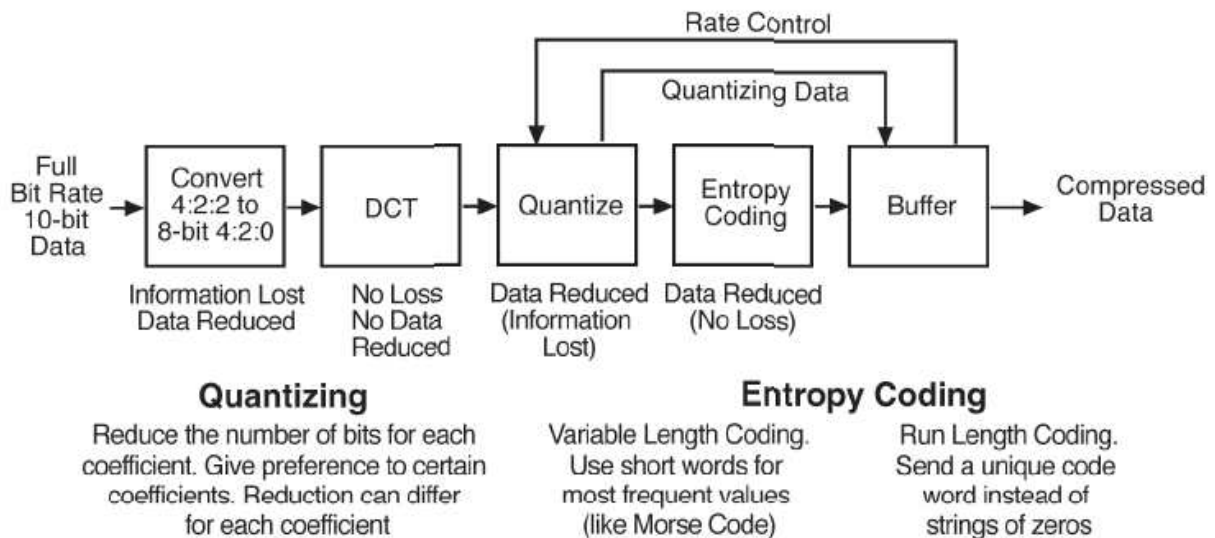 Rate Control
Quantizing Data
Full
Bit Rate
10-bit
Data
Convert
4:2:2 to
8-bit 4:2:0
DCT
Quantize
Entropy
Coding
Buffer
Compressed
Data
Information Lost
Data Reduced
No Loss
No Data
Reduced
Data Reduced
(Information
Lost)
Data Reduced
(No Loss)
Quantizing
Reduce the number of bits for each
coefficient. Give preference to certain
coefficients. Reduction can differ
for each coefficient
Entropy Coding
Variable Length Coding.
Use short words for
most frequent values
(like Morse Code)
Run Length Coding.
Send a unique code
word instead of
strings of zeros